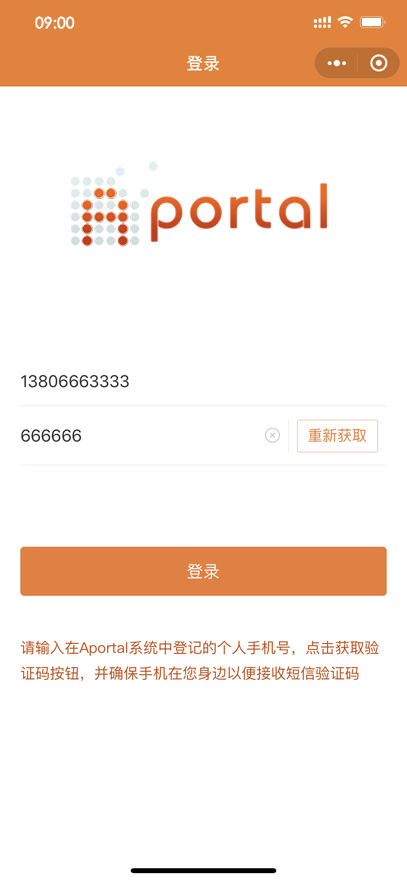 09:00
登录
Aportal
13806663333
666666
重新获取
登录
请输入在Aportal系统中登记的个人手机号，点击获取验
证码按钮，并确保手机在您身边以便接收短信验证码